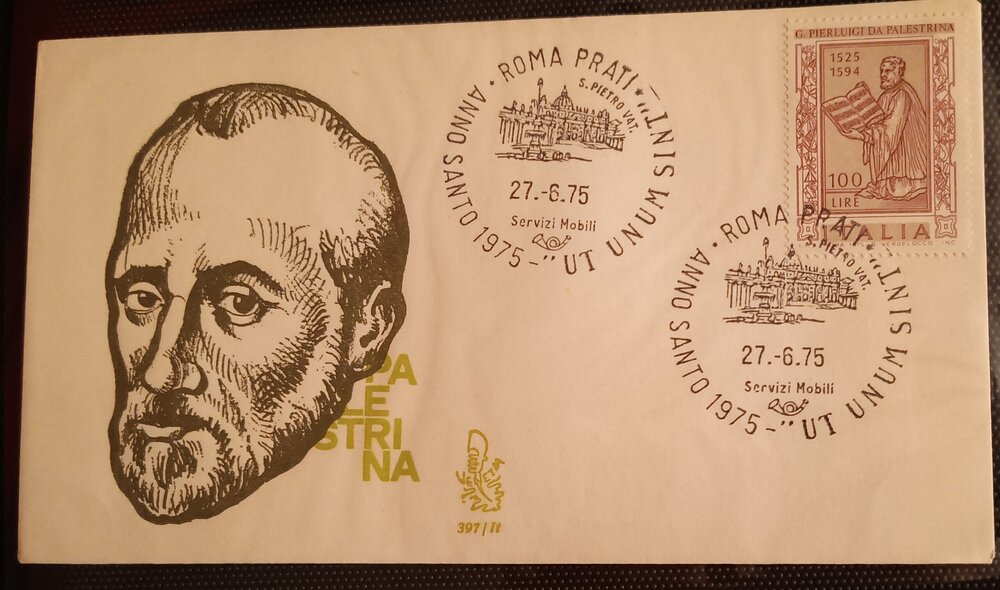 ROMA PRATI
S. PIETRO VAT.
27.-6.75
Servizi Mobili
ANNO SANTO 1975 - "UT UNUM SINT"
G. PIERLUIGI DA PALESTRINA
1525
1594
100
LIRE
ITALIA
VERGELOCCO INC.
ROMA PRATI
S. PIETRO VAT.
27.-6.75
Servizi Mobili
ANNO SANTO 1975 - "UT UNUM SINT"
PA
LE
STRI
NA
397/It